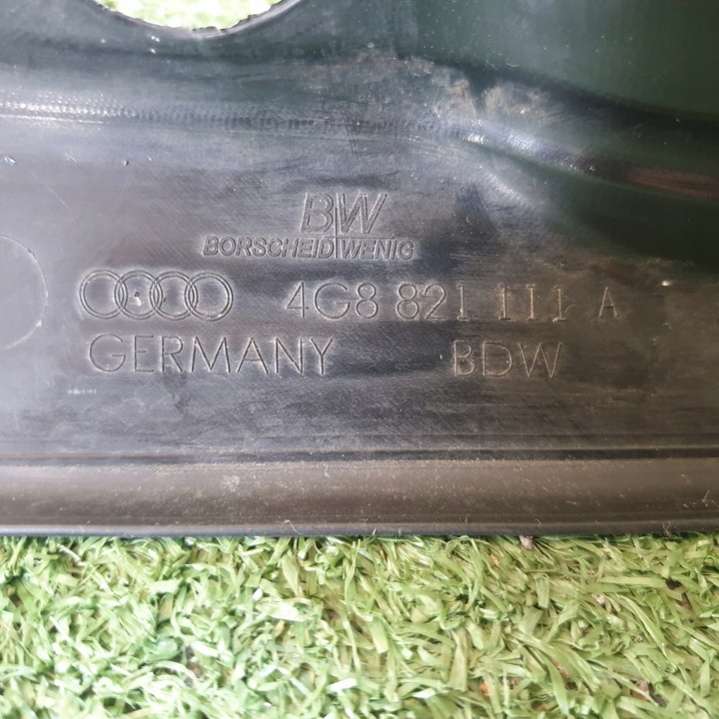 BW
BORSCHEID WENIG
4G8 821 111 A
GERMANY BDW